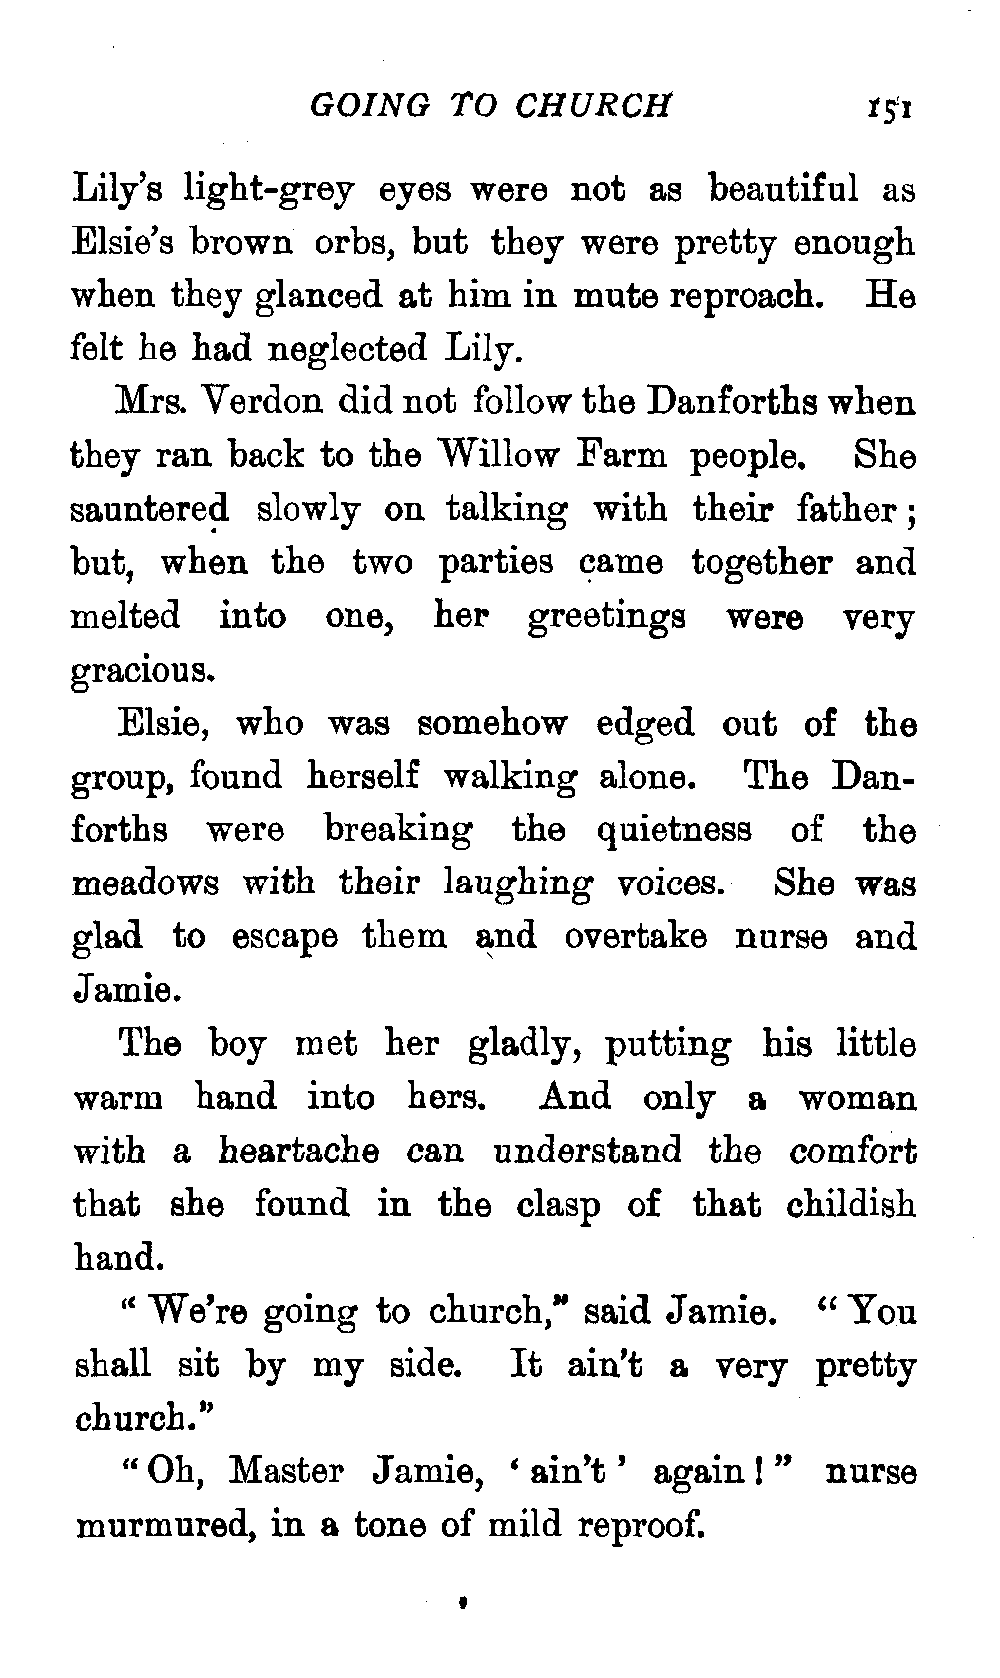 GOING TO CHURCH 151
Lily's light-grey eyes were not as beautiful as
Elsie's brown orbs, but they were pretty enough
when they glanced at him in mute reproach. He
felt he had neglected Lily.
Mrs. Verdon did not follow the Danforths when
they ran back to the Willow Farm people. She
sauntered slowly on talking with their father;
but, when the two parties came together and
melted into one, her greetings were very
gracious.
Elsie, who was somehow edged out of the
group, found herself walking alone. The Dan-
forths were breaking the quietness of the
meadows with their laughing voices. She was
glad to escape them and overtake nurse and
Jamie.
The boy met her gladly, putting his little
warm hand into hers. And only a woman
with a heartache can understand the comfort
that she found in the clasp of that childish
hand.
"We're going to church," said Jamie. "You
shall sit by my side. It ain't a very pretty
church."
"Oh, Master Jamie, 'ain't' again!" nurse
murmured, in a tone of mild reproof.